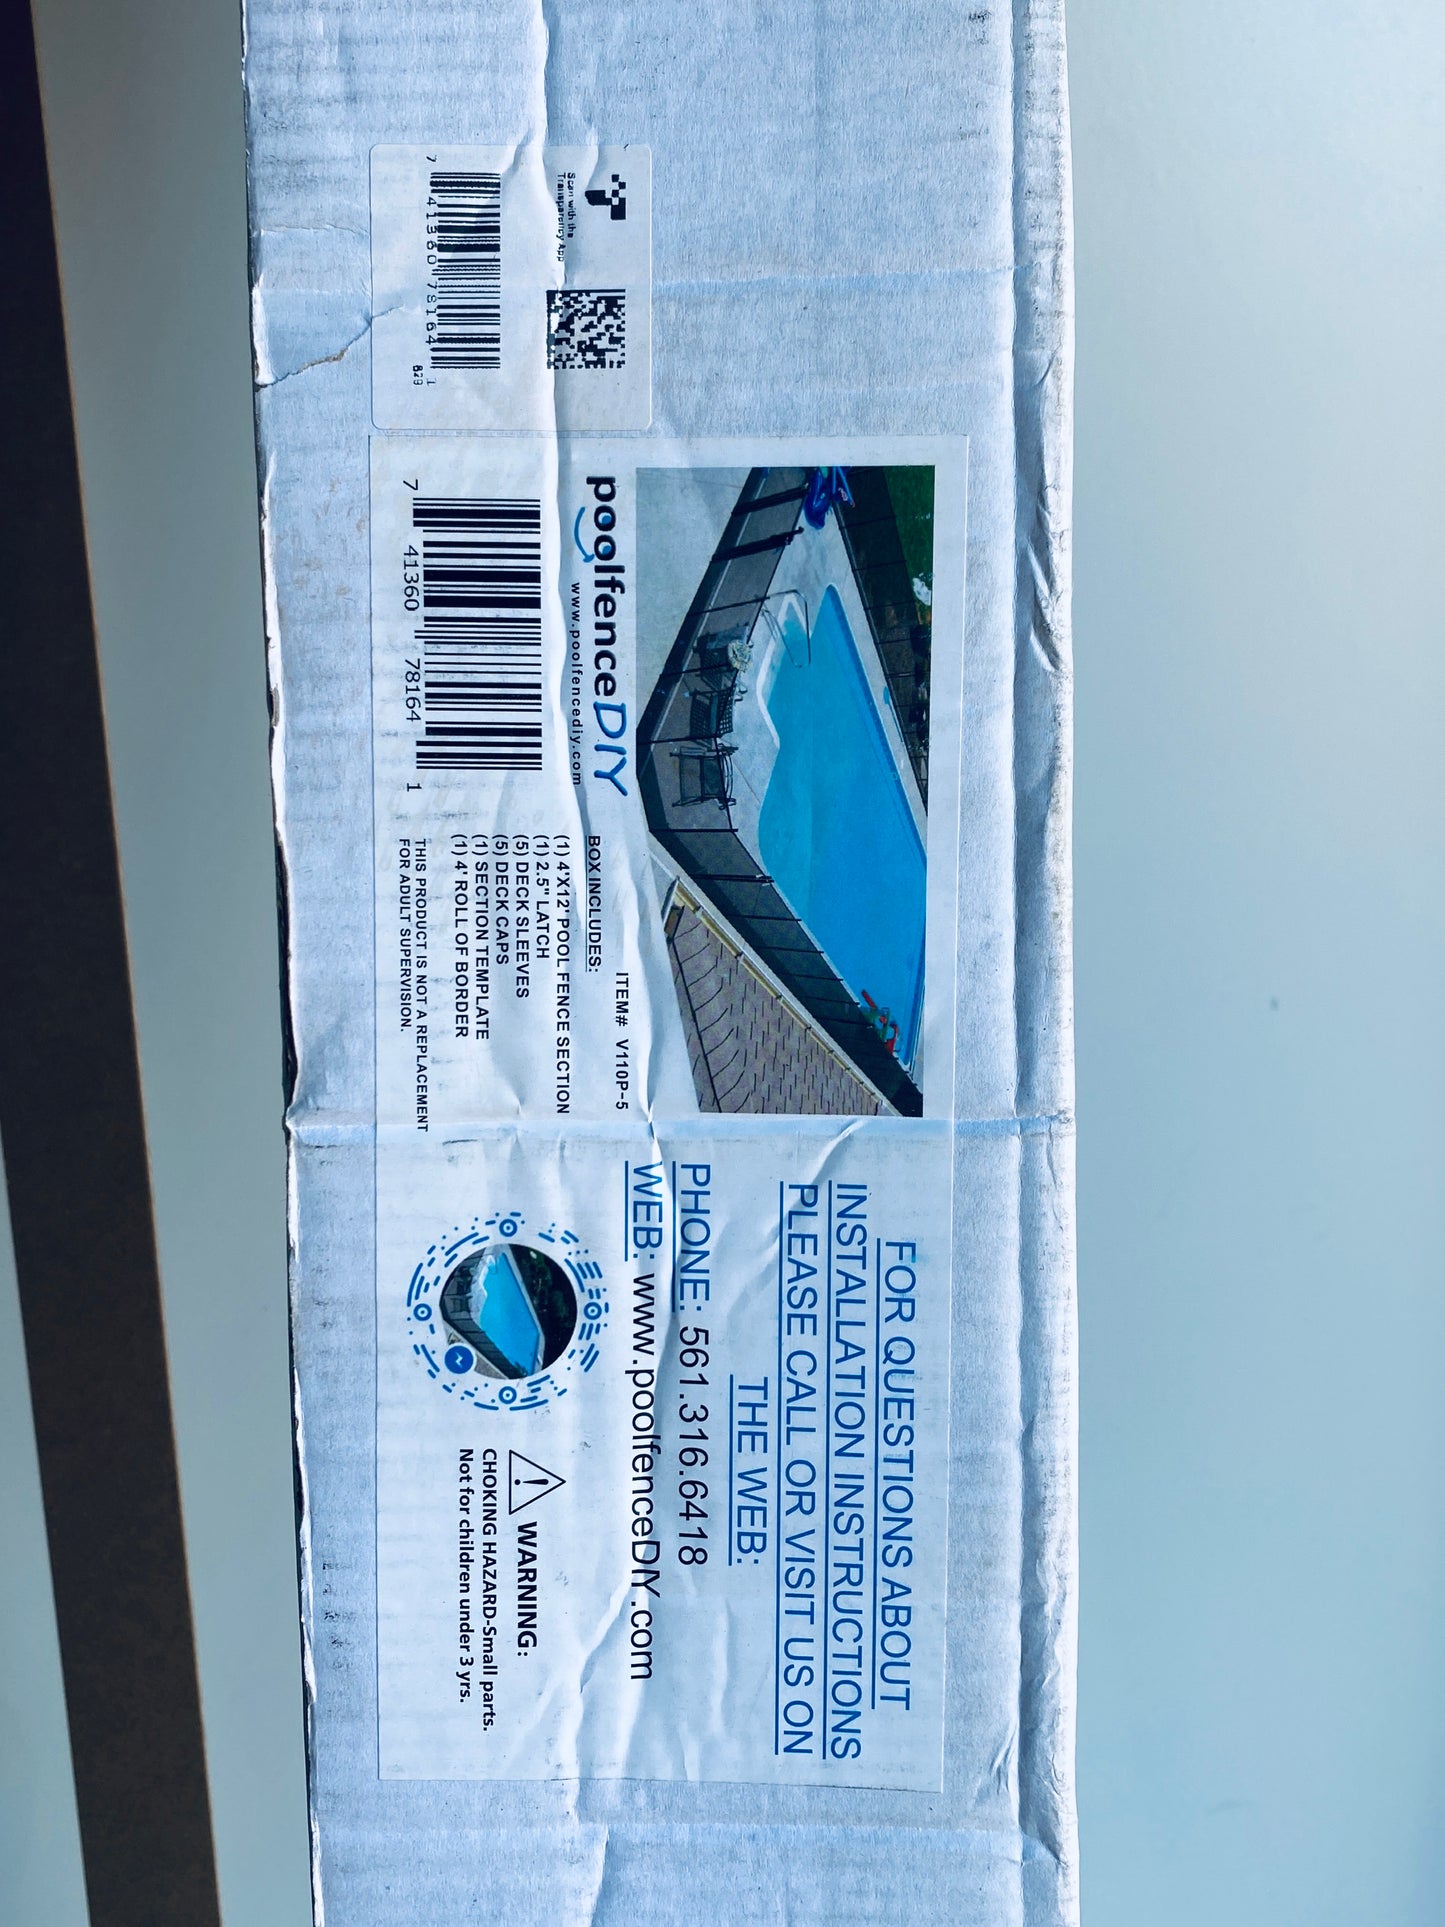 Scan with the
Transparency App
7 41360 78164 1
829
poolfenceDIY
www.poolfencediy.com
7 41360 78164 1
ITEM# V110P-5
BOX INCLUDES:
(1) 4'X12' POOL FENCE SECTION
(1) 2.5" LATCH
(5) DECK SLEEVES
(5) DECK CAPS
(1) SECTION TEMPLATE
(1) 4' ROLL OF BORDER
THIS PRODUCT IS NOT A REPLACEMENT
FOR ADULT SUPERVISION.
FOR QUESTIONS ABOUT
INSTALLATION INSTRUCTIONS
PLEASE CALL OR VISIT US ON
THE WEB:
PHONE: 561.316.6418
WEB: www.poolfenceDIY.com
WARNING:
CHOKING HAZARD-Small parts.
Not for children under 3 yrs.